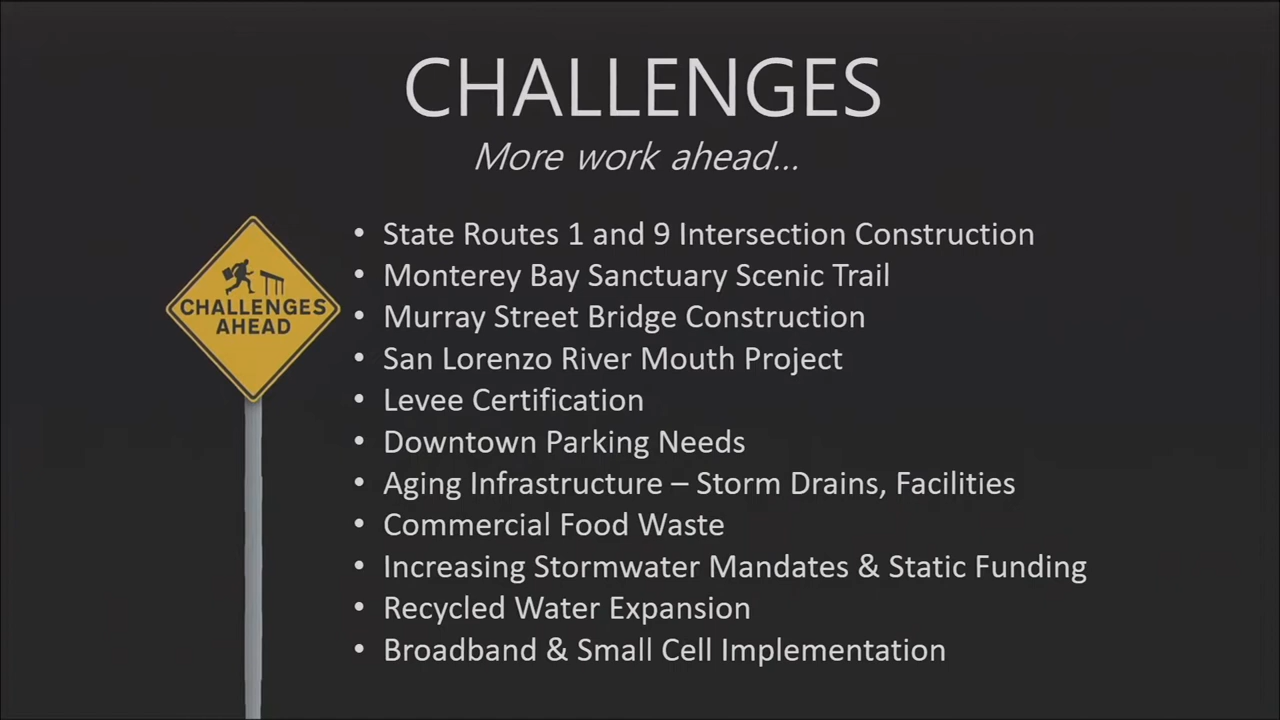 CHALLENGES
More work ahead...
CHALLENGES
AHEAD
• State Routes 1 and 9 Intersection Construction
• Monterey Bay Sanctuary Scenic Trail
• Murray Street Bridge Construction
• San Lorenzo River Mouth Project
• Levee Certification
• Downtown Parking Needs
• Aging Infrastructure – Storm Drains, Facilities
• Commercial Food Waste
• Increasing Stormwater Mandates & Static Funding
• Recycled Water Expansion
• Broadband & Small Cell Implementation